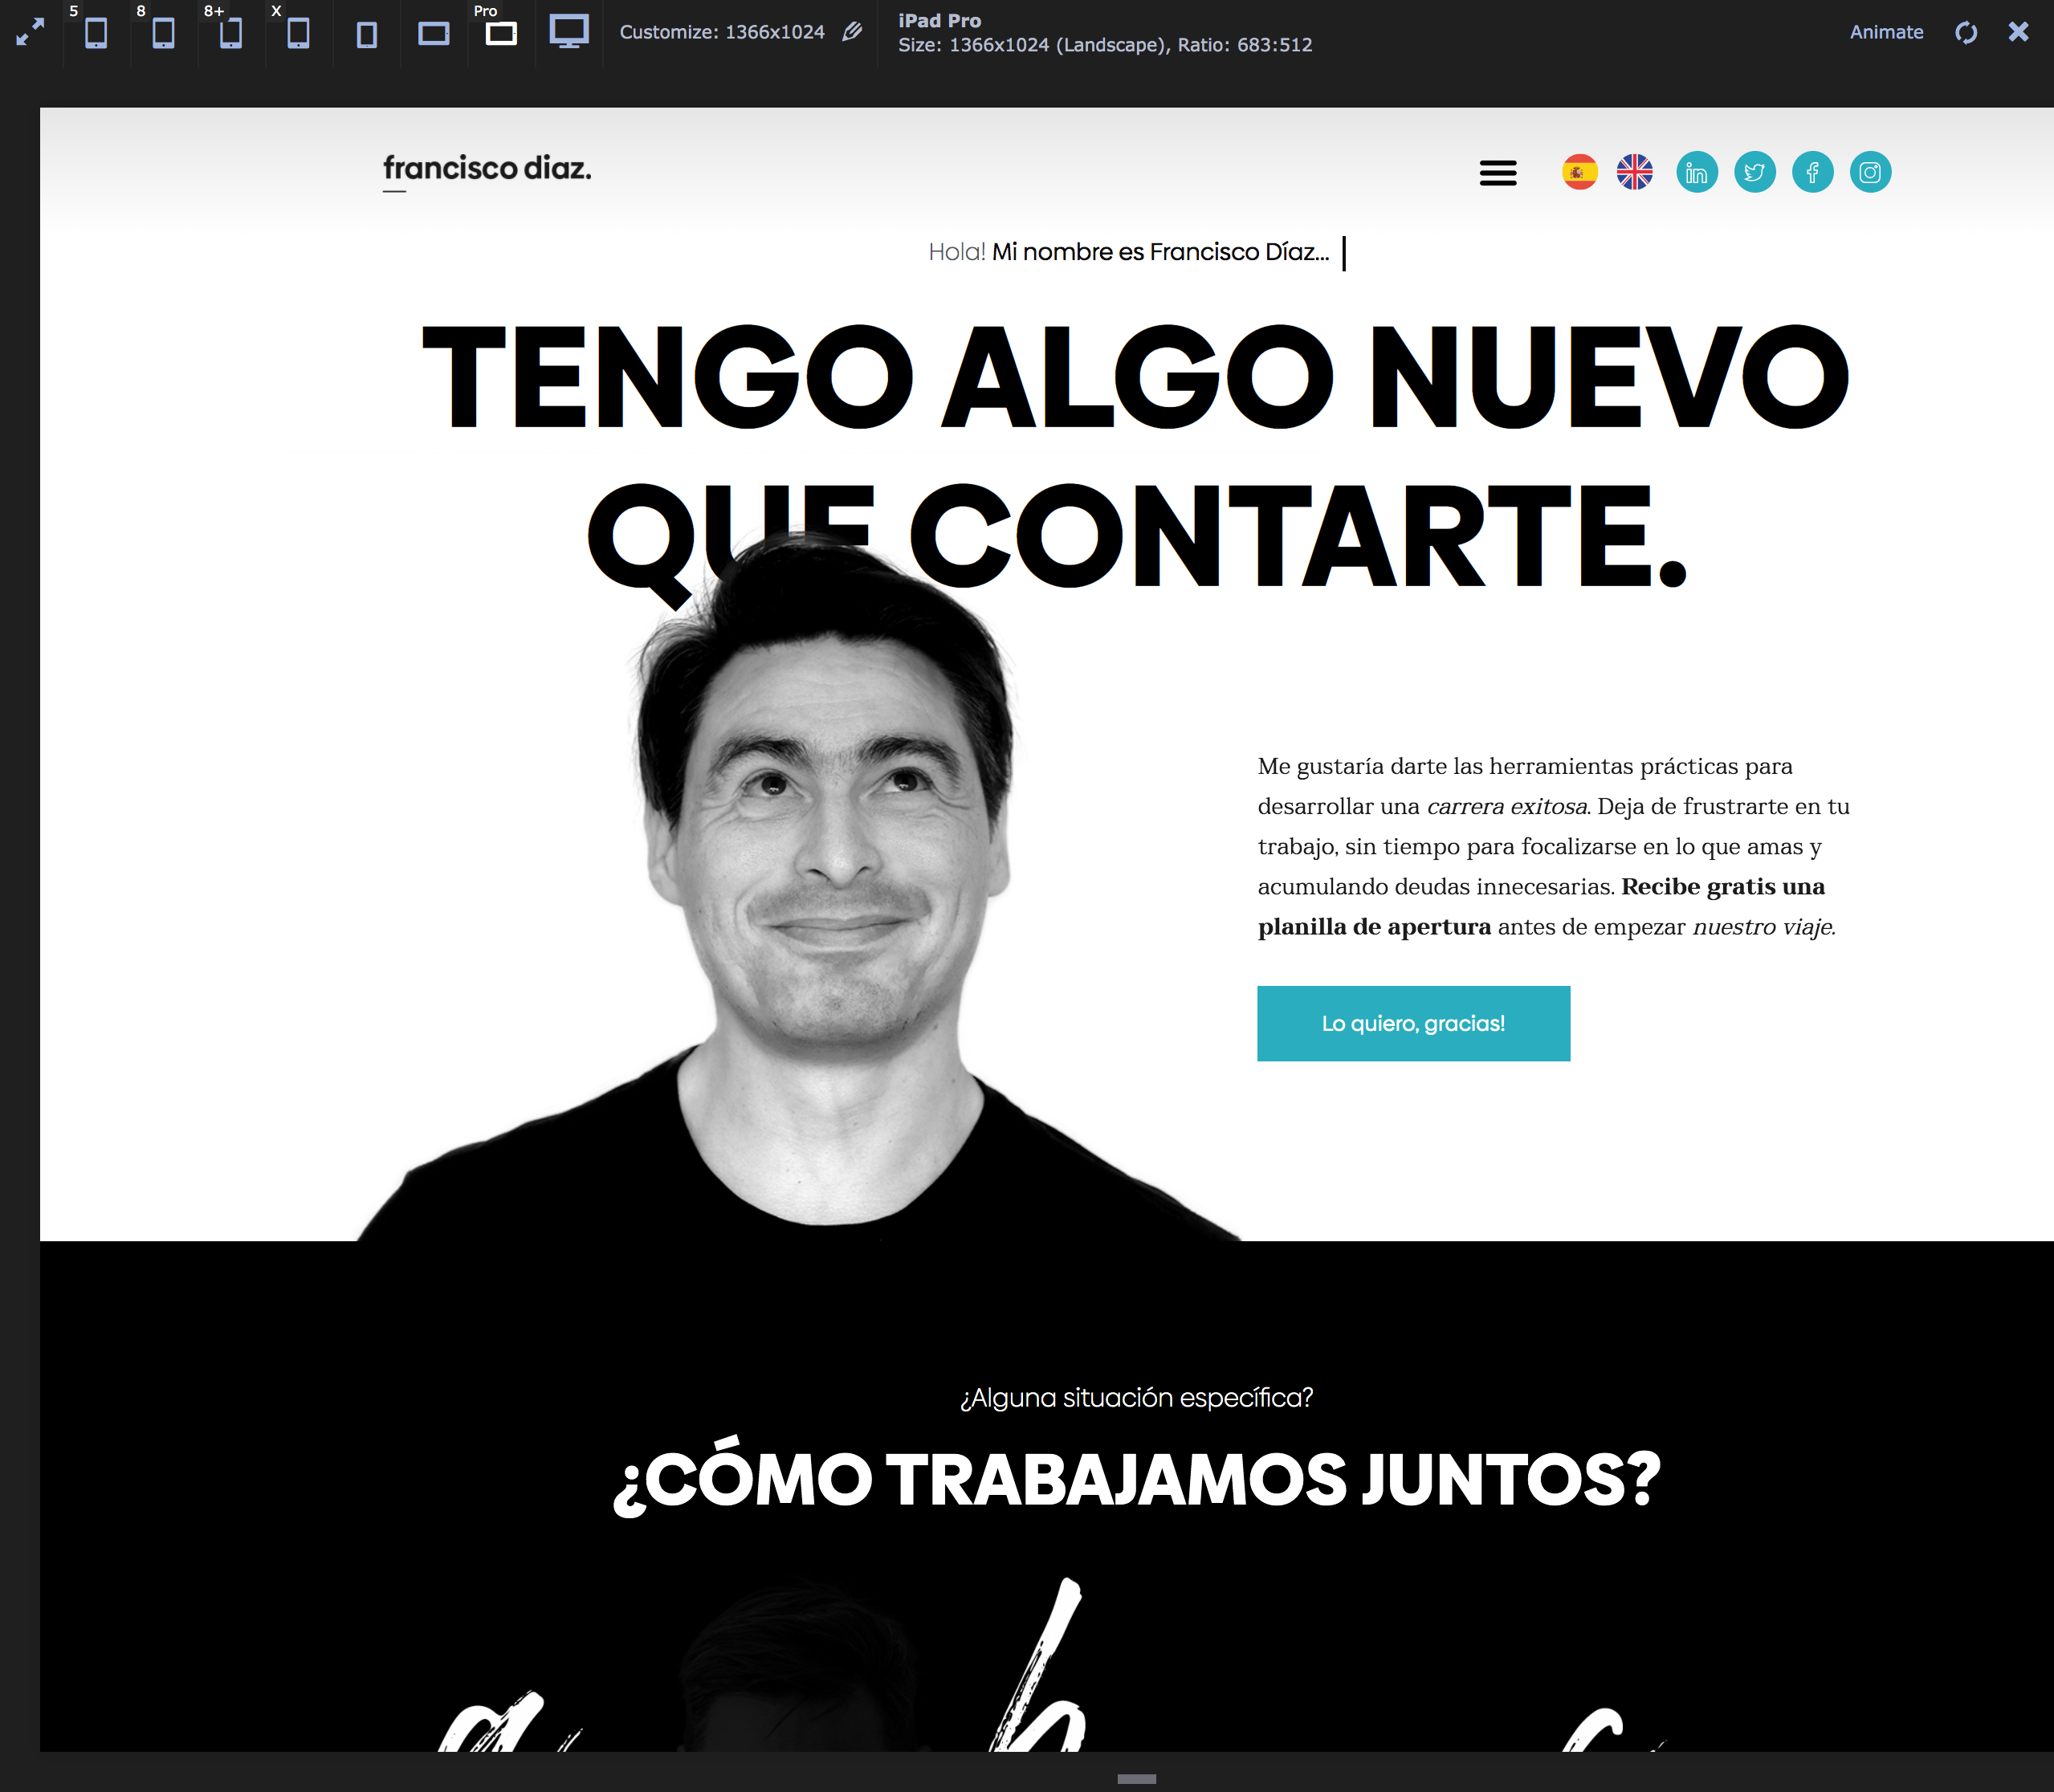 5
8
8+
X
Pro
Customize: 1366x1024
iPad Pro
Size: 1366x1024 (Landscape), Ratio: 683:512
Animate
francisco diaz.
in
f
Hola! Mi nombre es Francisco Díaz...
TENGO ALGO NUEVO
QUE CONTARTE.
Me gustaría darte las herramientas prácticas para
desarrollar una carrera exitosa. Deja de frustrarte en tu
trabajo, sin tiempo para focalizarse en lo que amas y
acumulando deudas innecesarias. Recibe gratis una
planilla de apertura antes de empezar nuestro viaje.
Lo quiero, gracias!
¿Alguna situación específica?
¿CÓMO TRABAJAMOS JUNTOS?